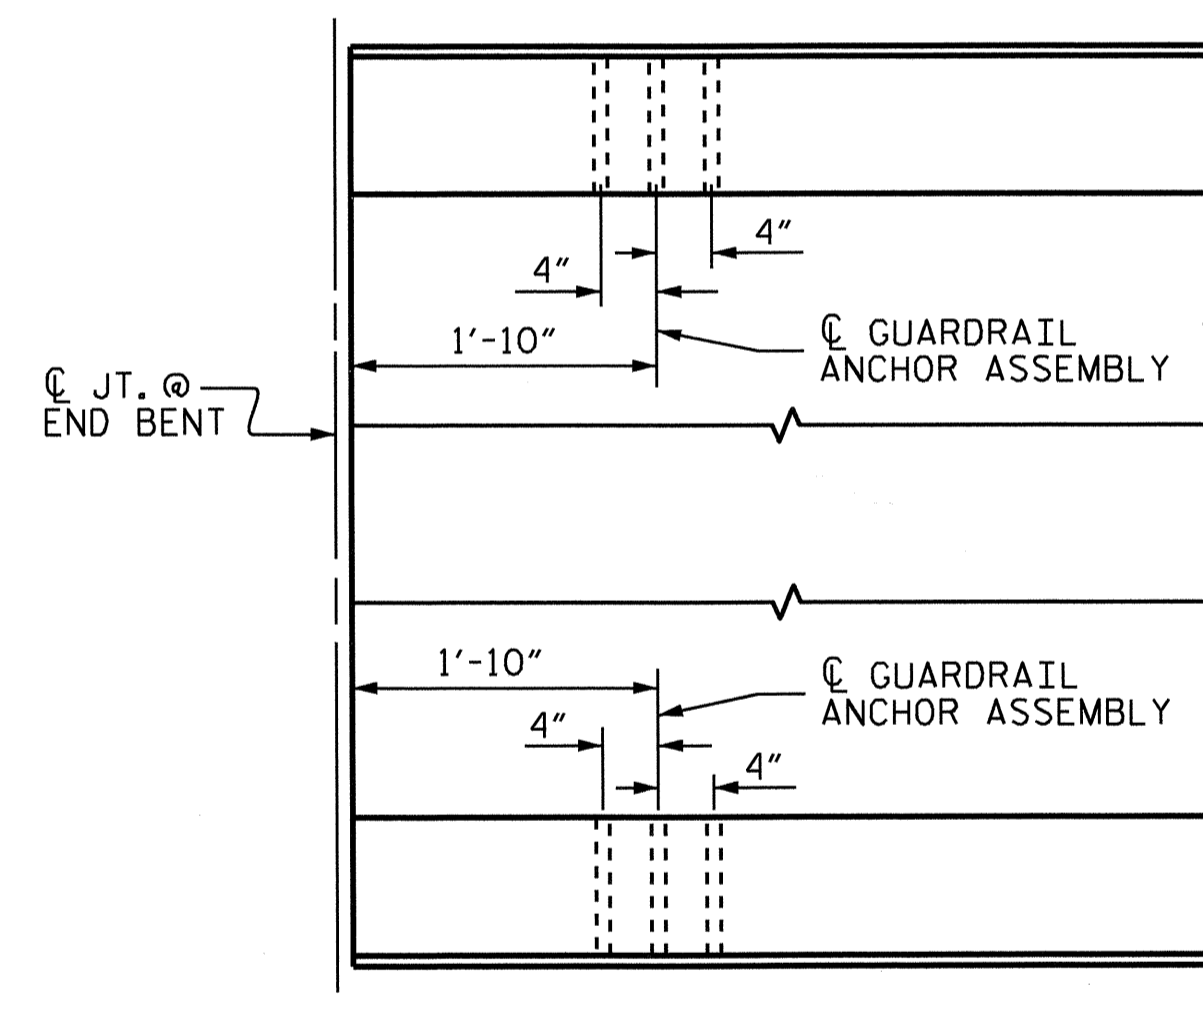 4"
4"
1'-10"
℄ GUARDRAIL
ANCHOR ASSEMBLY
℄ JT. @
END BENT
1'-10"
℄ GUARDRAIL
ANCHOR ASSEMBLY
4"
4"